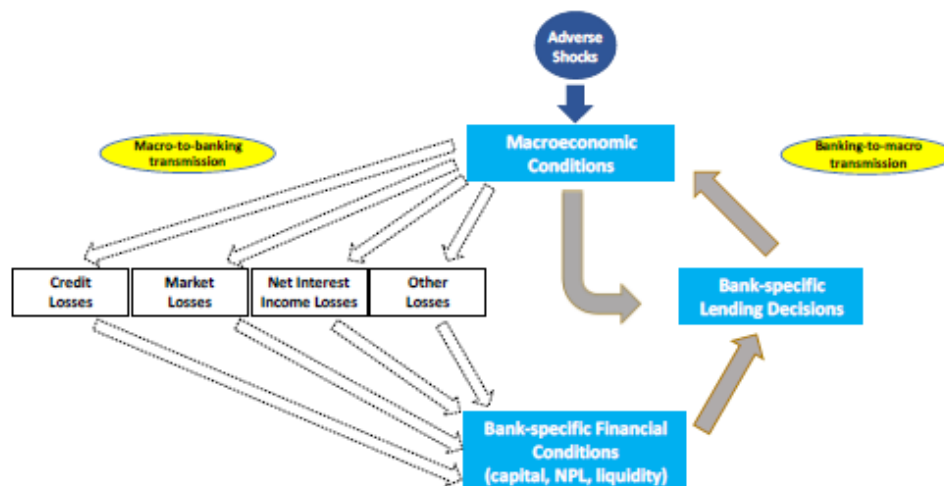 Adverse
Shocks
Macro-to-banking
transmission
Macroeconomic
Conditions
Banking-to-macro
transmission
Credit
Losses
Market
Losses
Net Interest
Income Losses
Other
Losses
Bank-specific
Lending Decisions
Bank-specific Financial
Conditions
(capital, NPL, liquidity)